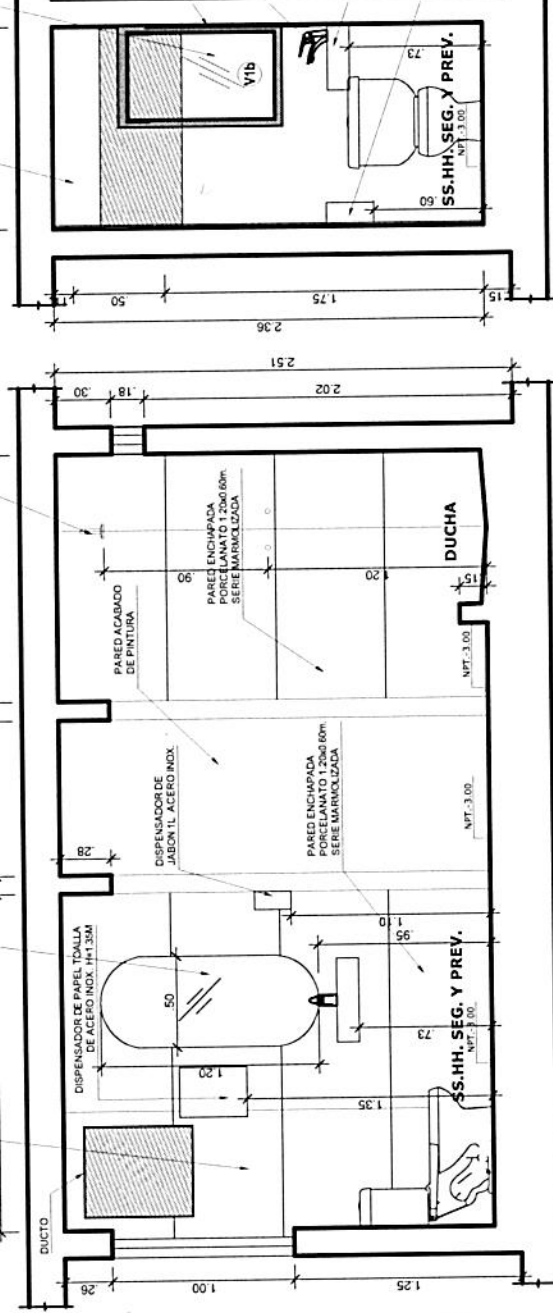 V1b
.73
.60
SS.HH. SEG. Y PREV.
NPT.-3.00
.50
1.75
2.36
.15
.30
.18
2.02
2.51
.90
1.20
PARED ENCHAPADA
PORCELANATO 1.20x0.60m.
SERIE MARMOLIZADA
DUCHA
.15
NPT.-3.00
PARED ACABADO
DE PINTURA
.28
DISPENSADOR DE
JABON 1L. ACERO INOX.
PARED ENCHAPADA
PORCELANATO 1.20x0.60m.
SERIE MARMOLIZADA
NPT.-3.00
DISPENSADOR DE PAPEL TOALLA
DE ACERO INOX. H=1.35M
.50
1.20
1.10
.95
.73
1.35
SS.HH. SEG. Y PREV.
NPT.-3.00
DUCTO
.26
1.00
1.25